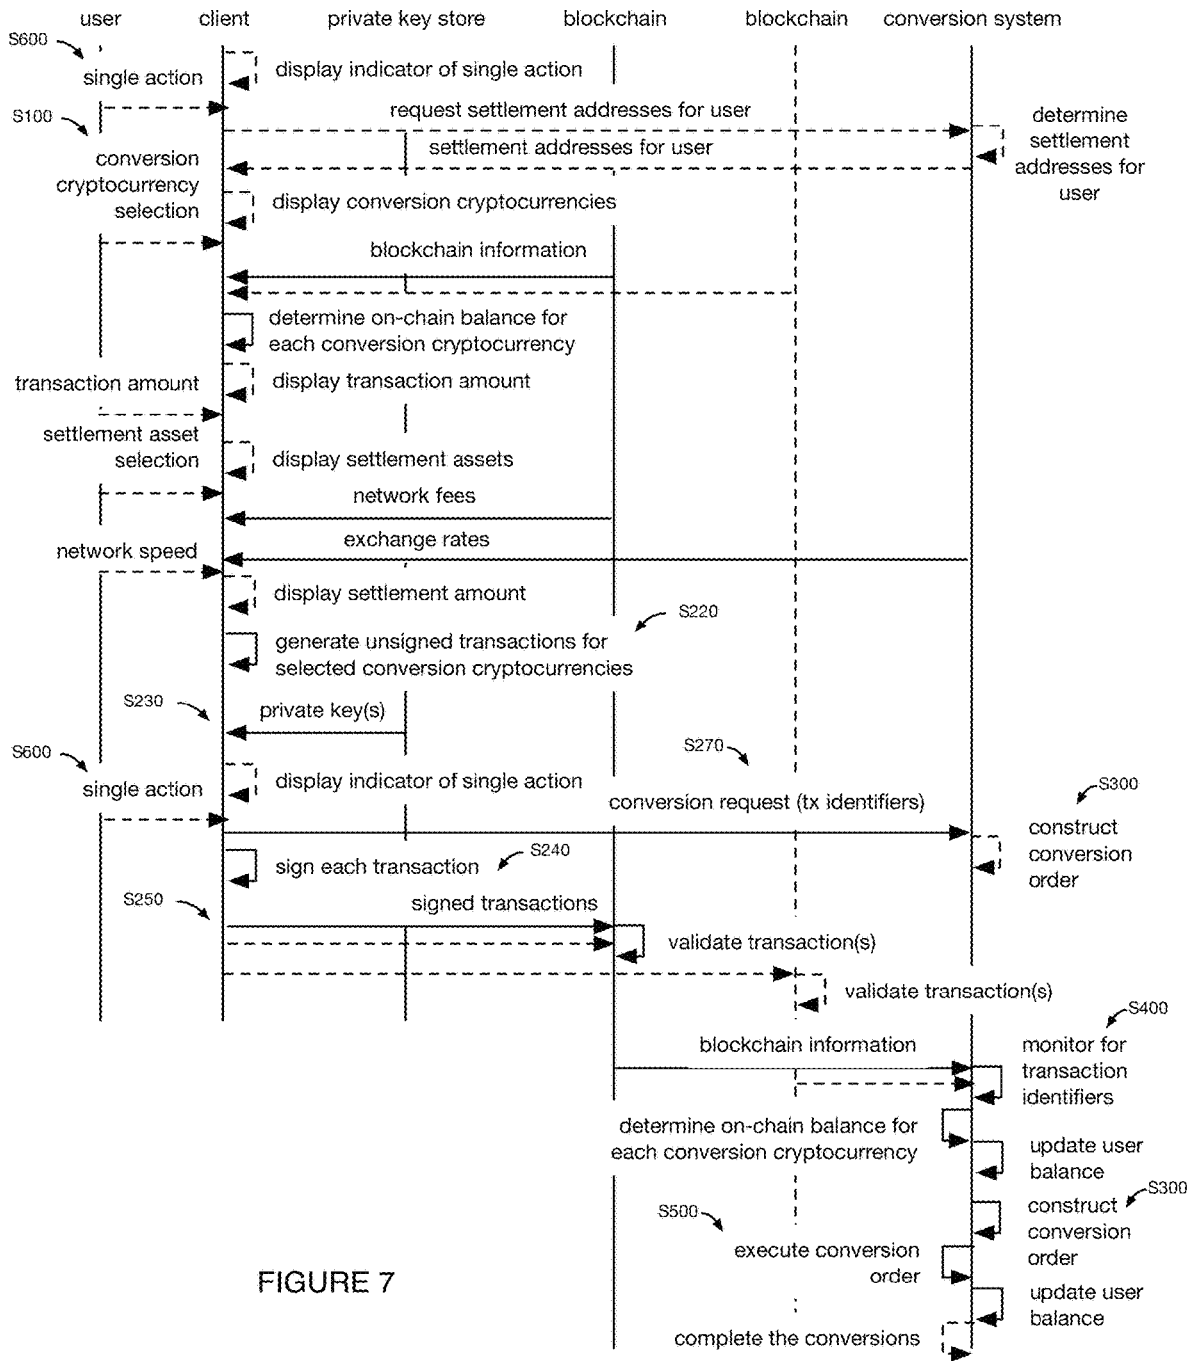 user client private key store blockchain blockchain conversion system
S600
single action
display indicator of single action
S100
request settlement addresses for user
determine
settlement
addresses for
user
settlement addresses for user
conversion
cryptocurrency
selection
display conversion cryptocurrencies
blockchain information
determine on-chain balance for
each conversion cryptocurrency
transaction amount
display transaction amount
settlement asset
selection
display settlement assets
network fees
exchange rates
network speed
display settlement amount
S220
generate unsigned transactions for
selected conversion cryptocurrencies
S230
private key(s)
S600
S270
single action
display indicator of single action
conversion request (tx identifiers)
S300
construct
conversion
order
sign each transaction
S240
S250
signed transactions
validate transaction(s)
validate transaction(s)
S400
blockchain information
monitor for
transaction
identifiers
determine on-chain balance for
each conversion cryptocurrency
update user
balance
S300
construct
conversion
order
S500
execute conversion
order
update user
balance
complete the conversions
FIGURE 7